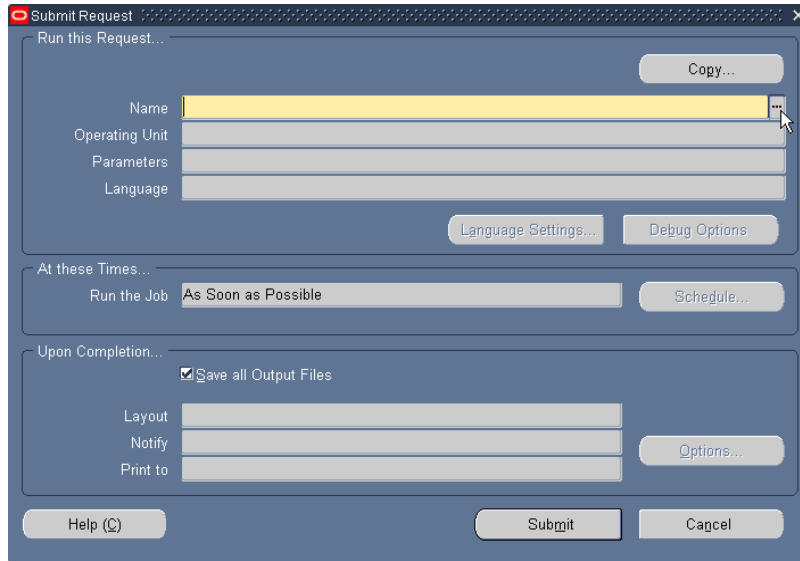 Submit Request
Run this Request...
Copy...
Name
Operating Unit
Parameters
Language
Language Settings...
Debug Options
At these Times...
Run the Job As Soon as Possible
Schedule...
Upon Completion...
Save all Output Files
Layout
Notify
Options...
Print to
Help (C)
Submit
Cancel